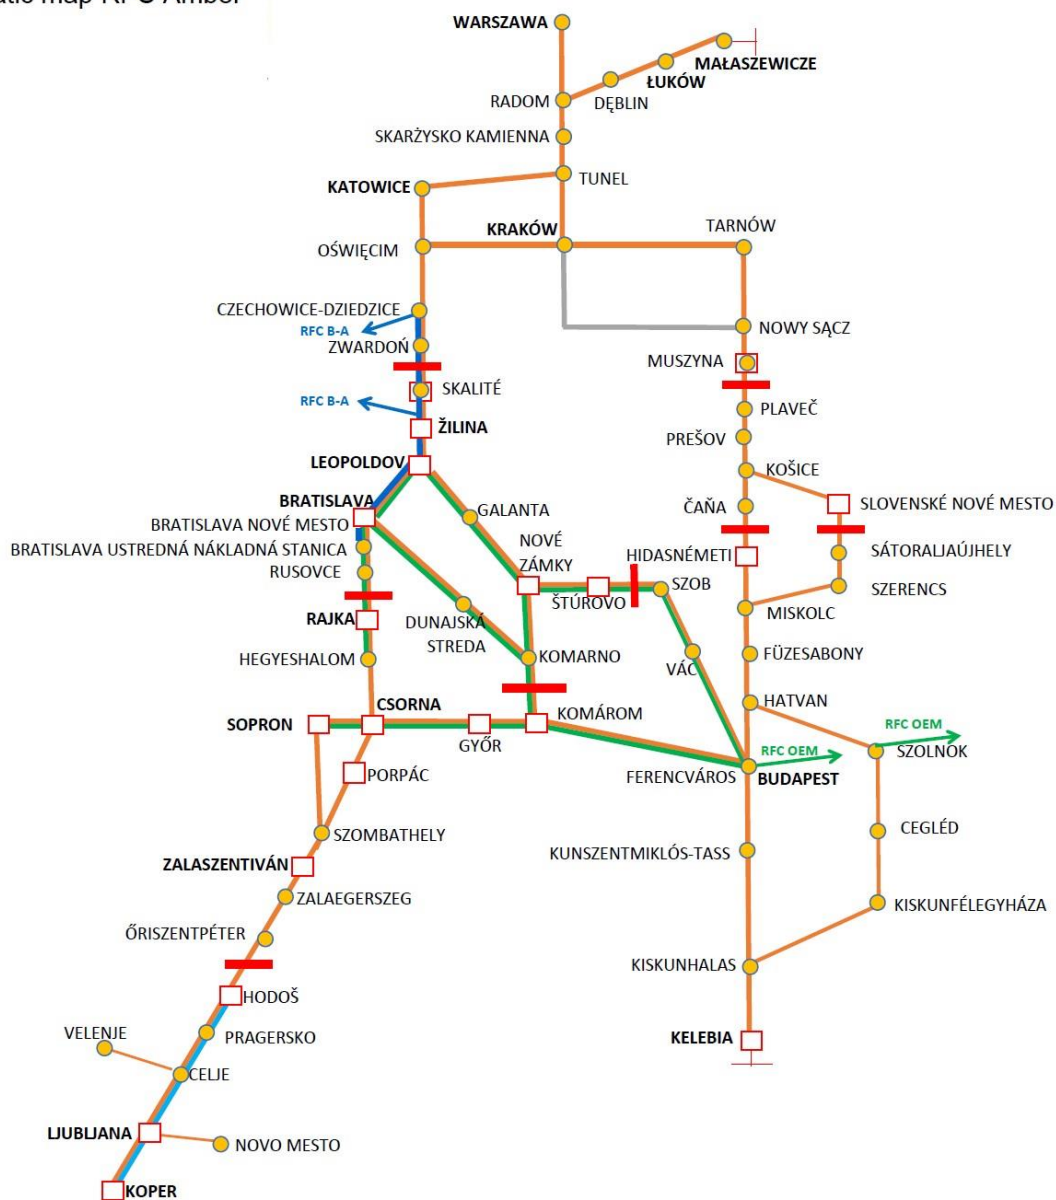 WARSZAWA
MAŁASZEWICZE
ŁUKÓW
RADOM
DĘBLIN
SKARŻYSKO KAMIENNA
KATOWICE
TUNEL
KRAKÓW
TARNÓW
OŚWIĘCIM
CZECHOWICE-DZIEDZICE
RFC B-A
NOWY SĄCZ
ZWARDOŃ
MUSZYNA
SKALITÉ
RFC B-A
PLAVEČ
ŽILINA
PREŠOV
LEOPOLDOV
KOŠICE
BRATISLAVA
SLOVENSKÉ NOVÉ MESTO
ČAŇA
GALANTA
BRATISLAVA NOVÉ MESTO
NOVÉ
ZÁMKY
BRATISLAVA USTREDNÁ NÁKLADNÁ STANICA
HIDASNÉMETI
SÁTORALJAÚJHELY
RUSOVCE
SZOB
SZERENCS
ŠTÚROVO
RAJKA
DUNAJSKÁ
STREDA
MISKOLC
HEGYESHALOM
KOMARNO
VÁC
FÜZESABONY
CSORNA
HATVAN
SOPRON
KOMÁROM
RFC OEM
GYŐR
RFC OEM
SZOLNOK
PORPÁC
FERENCVÁROS
BUDAPEST
SZOMBATHELY
CEGLÉD
KUNSZENTMIKLÓS-TASS
ZALASZENTIVÁN
ZALAEGERSZEG
KISKUNFÉLEGYHÁZA
ŐRISZENTPÉTER
KISKUNHALAS
HODOŠ
VELENJE
PRAGERSKO
KELEBIA
CELJE
LJUBLJANA
NOVO MESTO
KOPER